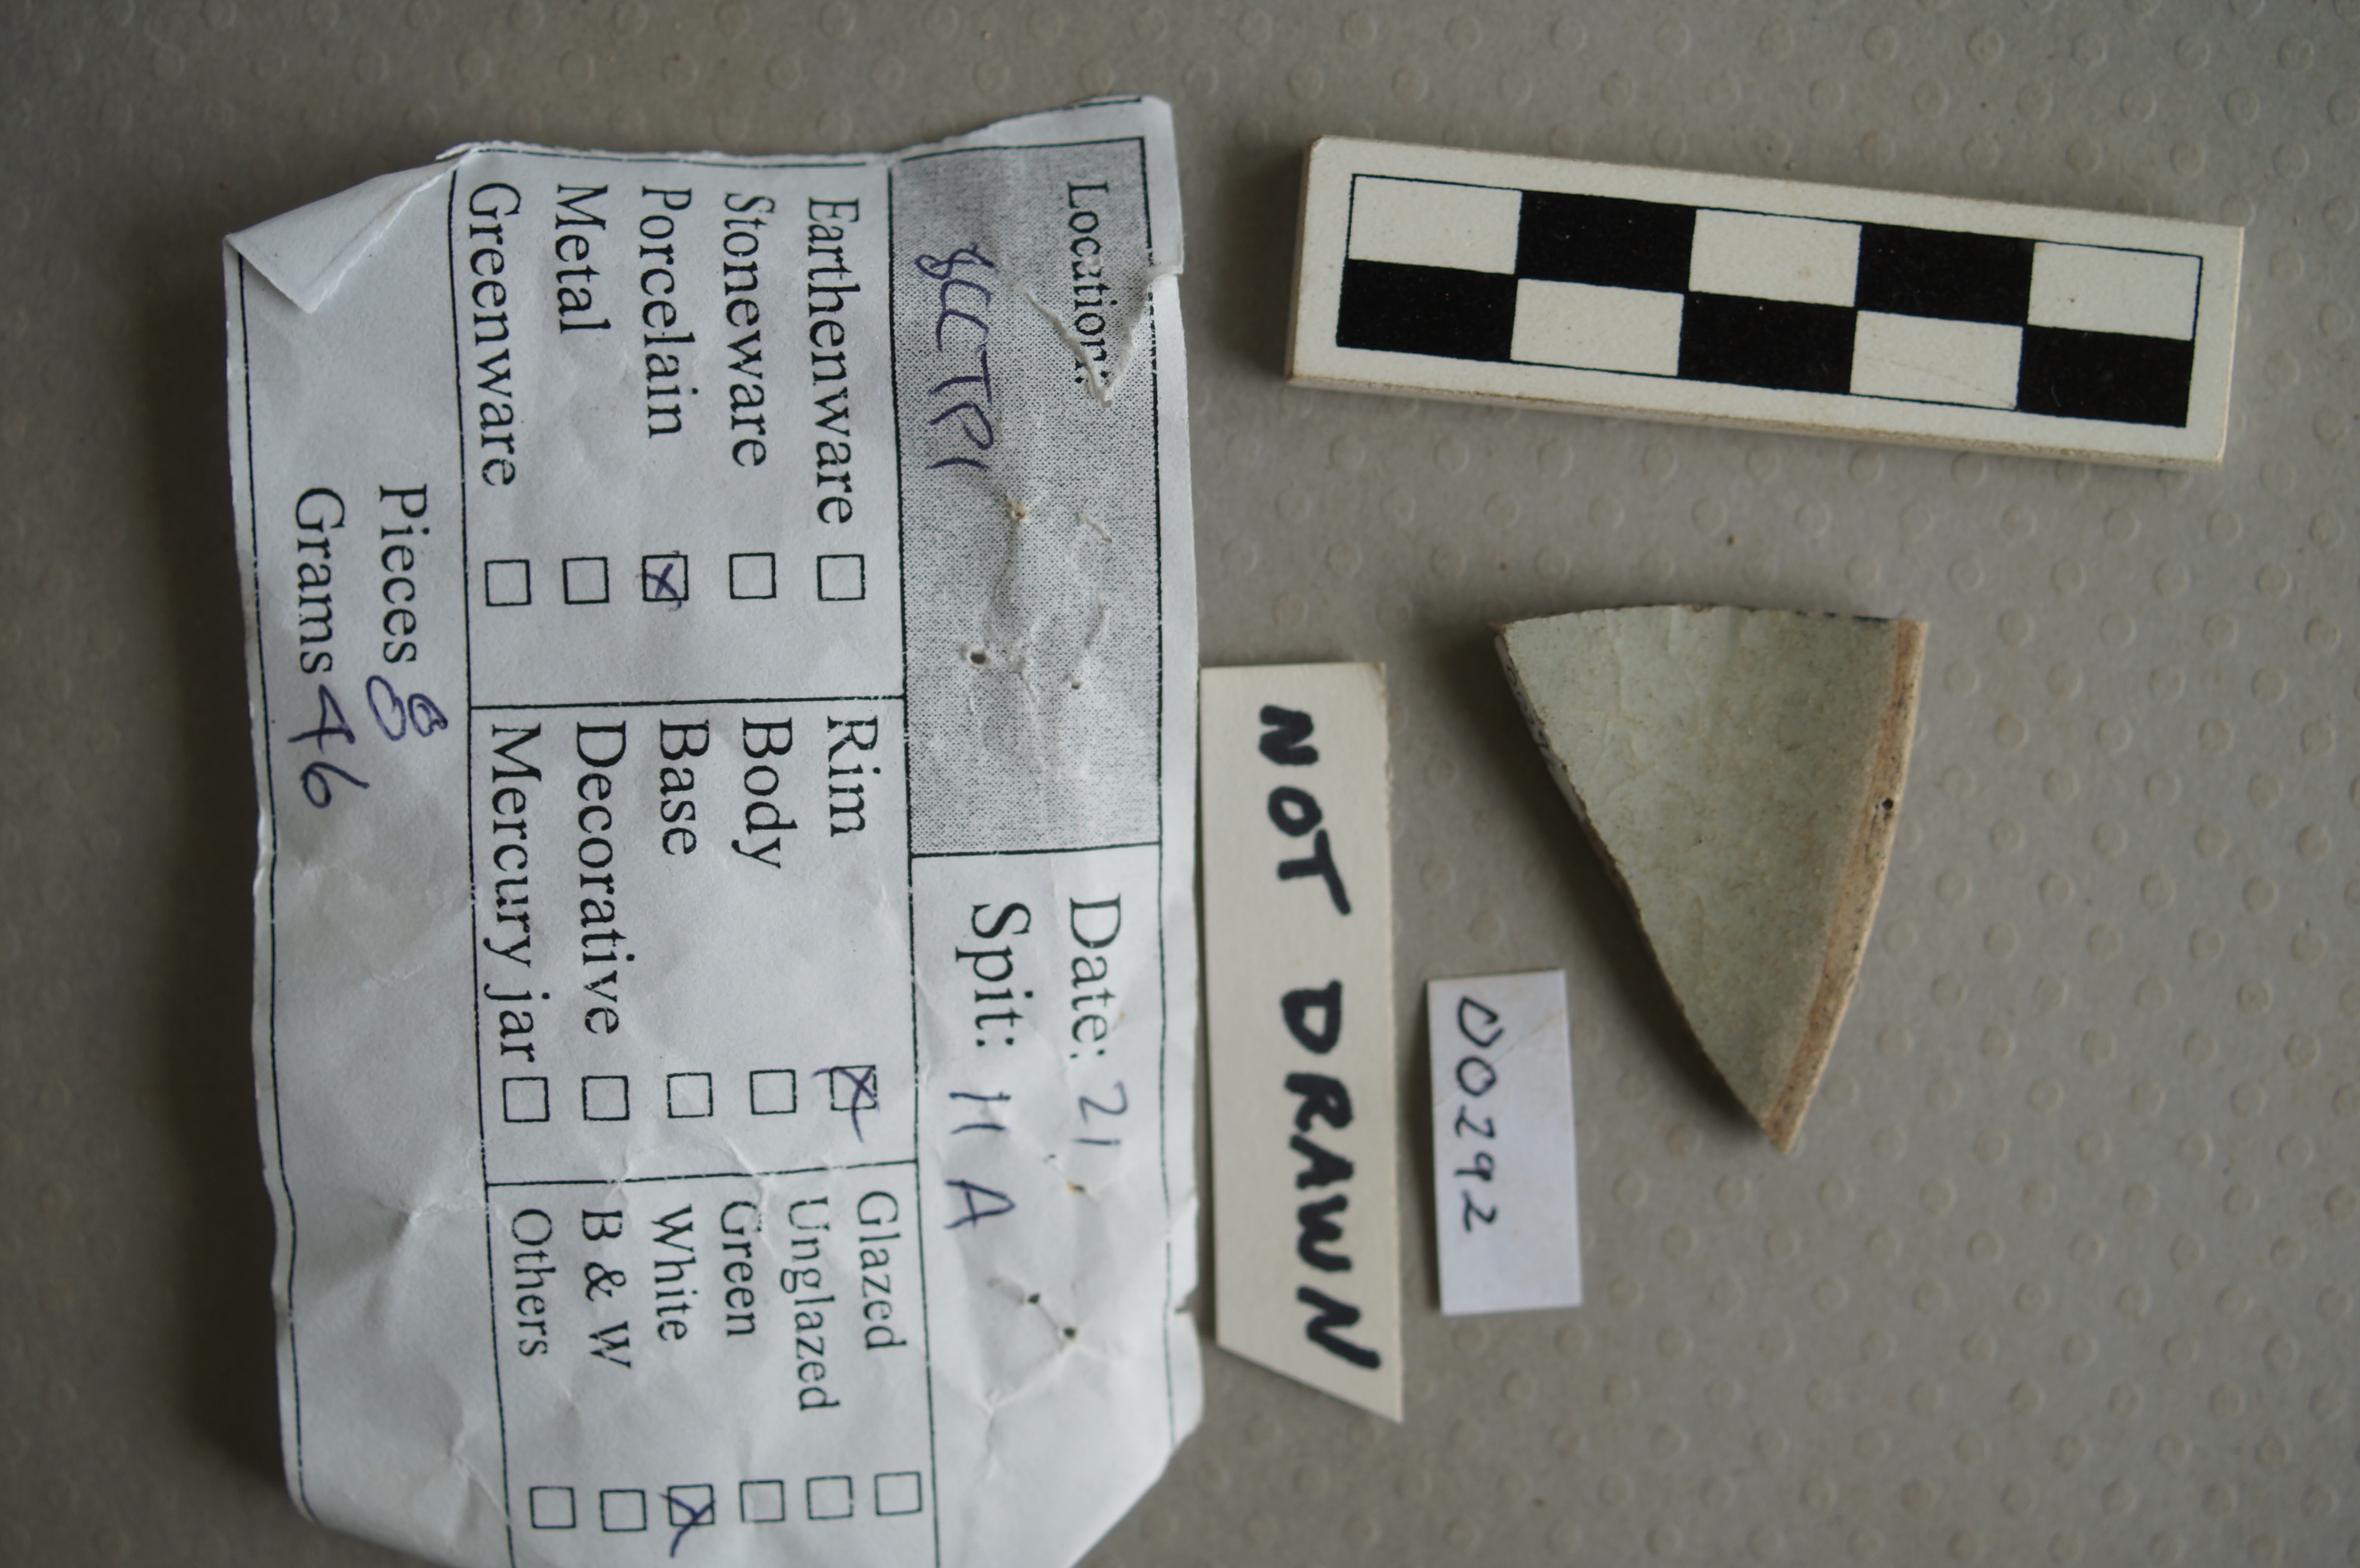 D0292
NOT DRAWN
Location:
SCCTP1
Date: 21
Spit: 11 A
Earthenware
Stoneware
Porcelain
Metal
Greenware
Rim
Body
Base
Decorative
Mercury jar
Glazed
Unglazed
Green
White
B & W
Others
Pieces 8
Grams 46